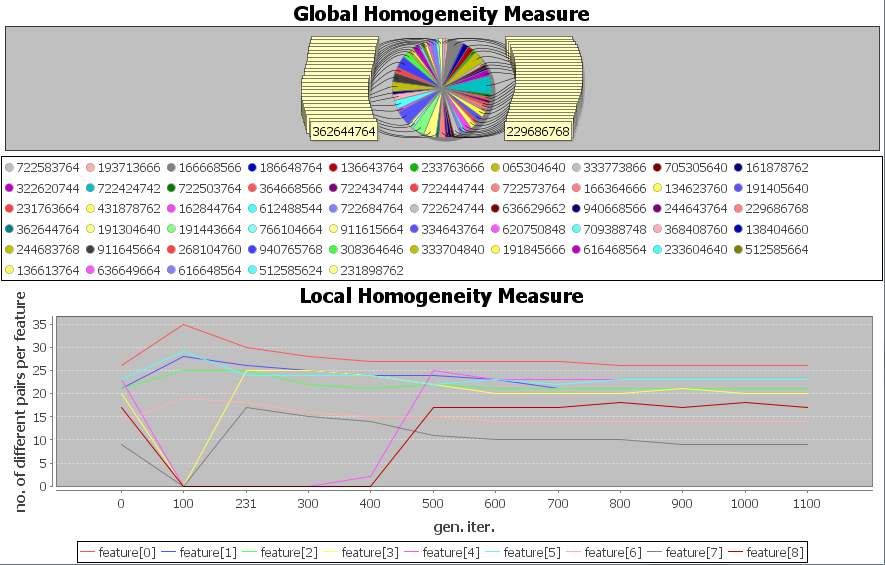 Global Homogeneity Measure
362644764 229686768
722583764 193713666 166668566 186648764 136643764 233763666 065304640 333773866 705305640 161878762
322620744 722424742 722503764 364668566 722434744 722444744 722573764 166364666 134623760 191405640
231763664 431878762 162844764 612488544 722684764 722624744 636629662 940668566 244643764 229686768
362644764 191304640 191443664 766104664 911615664 334643764 620750848 709388748 368408760 138404660
244683768 911645664 268104760 940765768 308364646 333704840 191845666 616468564 233604640 512585664
136613764 636649664 616648564 512585624 231898762
Local Homogeneity Measure
no. of different pairs per feature
35
30
25
20
15
10
5
0
0 100 231 300 400 500 600 700 800 900 1000 1100
gen. iter.
feature[0] feature[1] feature[2] feature[3] feature[4] feature[5] feature[6] feature[7] feature[8]